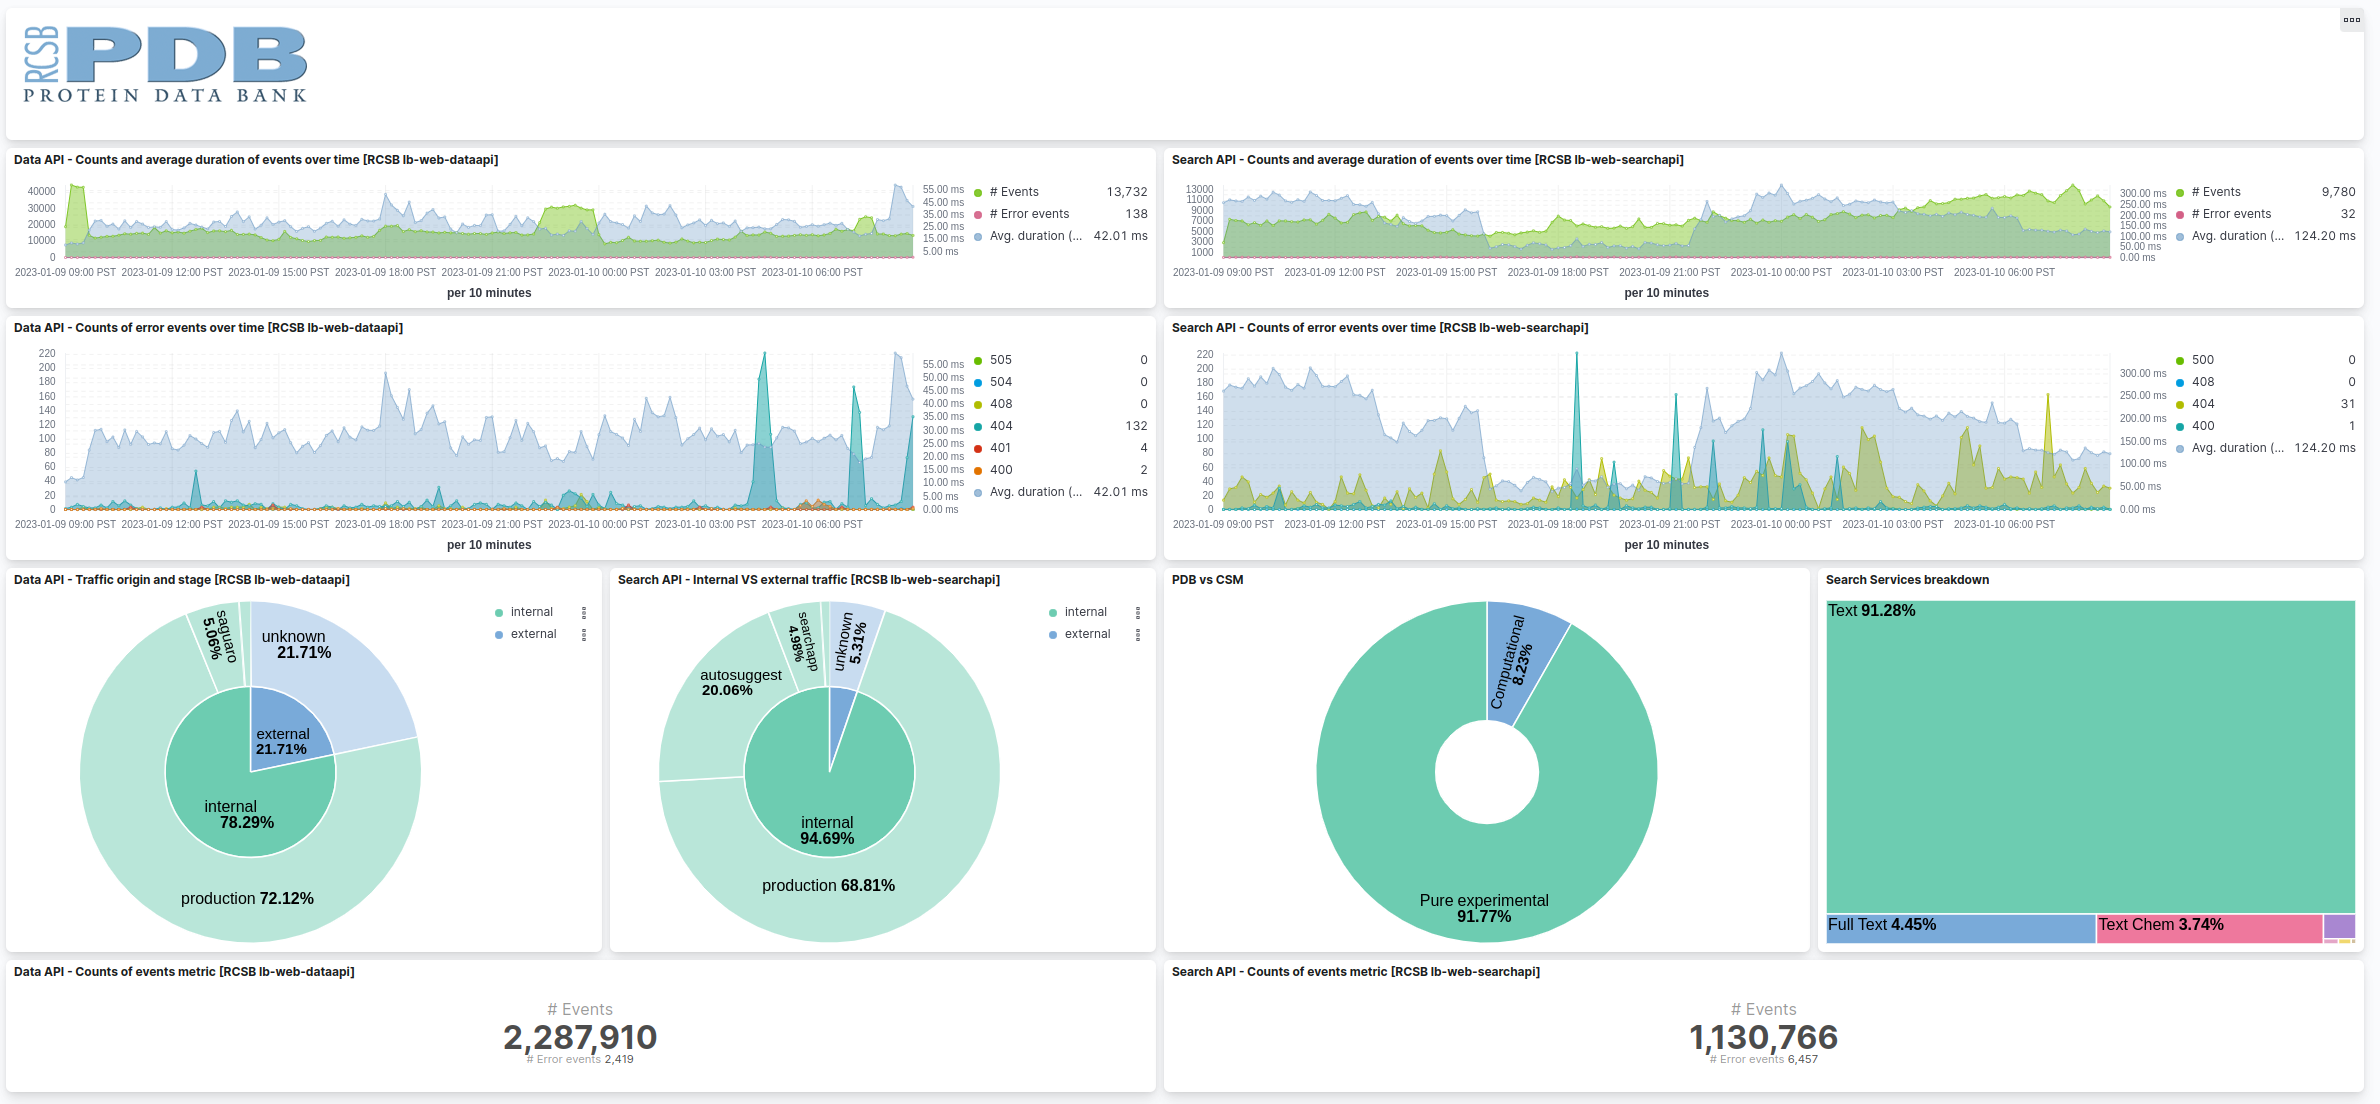 RCSB
PDB
PROTEIN DATA BANK
Data API - Counts and average duration of events over time [RCSB lb-web-dataapi]
40000
30000
20000
10000
0
55.00 ms
45.00 ms
35.00 ms
25.00 ms
15.00 ms
5.00 ms
2023-01-09 09:00 PST 2023-01-09 12:00 PST 2023-01-09 15:00 PST 2023-01-09 18:00 PST 2023-01-09 21:00 PST 2023-01-10 00:00 PST 2023-01-10 03:00 PST 2023-01-10 06:00 PST
per 10 minutes
# Events 13,732
# Error events 138
Avg. duration (... 42.01 ms
Search API - Counts and average duration of events over time [RCSB lb-web-searchapi]
13000
11000
9000
7000
5000
3000
1000
300.00 ms
250.00 ms
200.00 ms
150.00 ms
100.00 ms
50.00 ms
0.00 ms
2023-01-09 09:00 PST 2023-01-09 12:00 PST 2023-01-09 15:00 PST 2023-01-09 18:00 PST 2023-01-09 21:00 PST 2023-01-10 00:00 PST 2023-01-10 03:00 PST 2023-01-10 06:00 PST
per 10 minutes
# Events 9,780
# Error events 32
Avg. duration (... 124.20 ms
Data API - Counts of error events over time [RCSB lb-web-dataapi]
220
200
180
160
140
120
100
80
60
40
20
0
55.00 ms
50.00 ms
45.00 ms
40.00 ms
35.00 ms
30.00 ms
25.00 ms
20.00 ms
15.00 ms
10.00 ms
5.00 ms
0.00 ms
2023-01-09 09:00 PST 2023-01-09 12:00 PST 2023-01-09 15:00 PST 2023-01-09 18:00 PST 2023-01-09 21:00 PST 2023-01-10 00:00 PST 2023-01-10 03:00 PST 2023-01-10 06:00 PST
per 10 minutes
505 0
504 0
408 0
404 132
401 4
400 2
Avg. duration (... 42.01 ms
Search API - Counts of error events over time [RCSB lb-web-searchapi]
220
200
180
160
140
120
100
80
60
40
20
0
300.00 ms
250.00 ms
200.00 ms
150.00 ms
100.00 ms
50.00 ms
0.00 ms
2023-01-09 09:00 PST 2023-01-09 12:00 PST 2023-01-09 15:00 PST 2023-01-09 18:00 PST 2023-01-09 21:00 PST 2023-01-10 00:00 PST 2023-01-10 03:00 PST 2023-01-10 06:00 PST
per 10 minutes
500 0
408 0
404 31
400 1
Avg. duration (... 124.20 ms
Data API - Traffic origin and stage [RCSB lb-web-dataapi]
saguaro
5.06%
unknown
21.71%
external
21.71%
internal
78.29%
production 72.12%
internal
external
Search API - Internal VS external traffic [RCSB lb-web-searchapi]
searchapp
4.98%
unknown
5.31%
autosuggest
20.06%
internal
94.69%
production 68.81%
internal
external
PDB vs CSM
Computational
8.23%
Pure experimental
91.77%
Search Services breakdown
Text 91.28%
Full Text 4.45%
Text Chem 3.74%
Data API - Counts of events metric [RCSB lb-web-dataapi]
# Events
2,287,910
# Error events 2,419
Search API - Counts of events metric [RCSB lb-web-searchapi]
# Events
1,130,766
# Error events 6,457